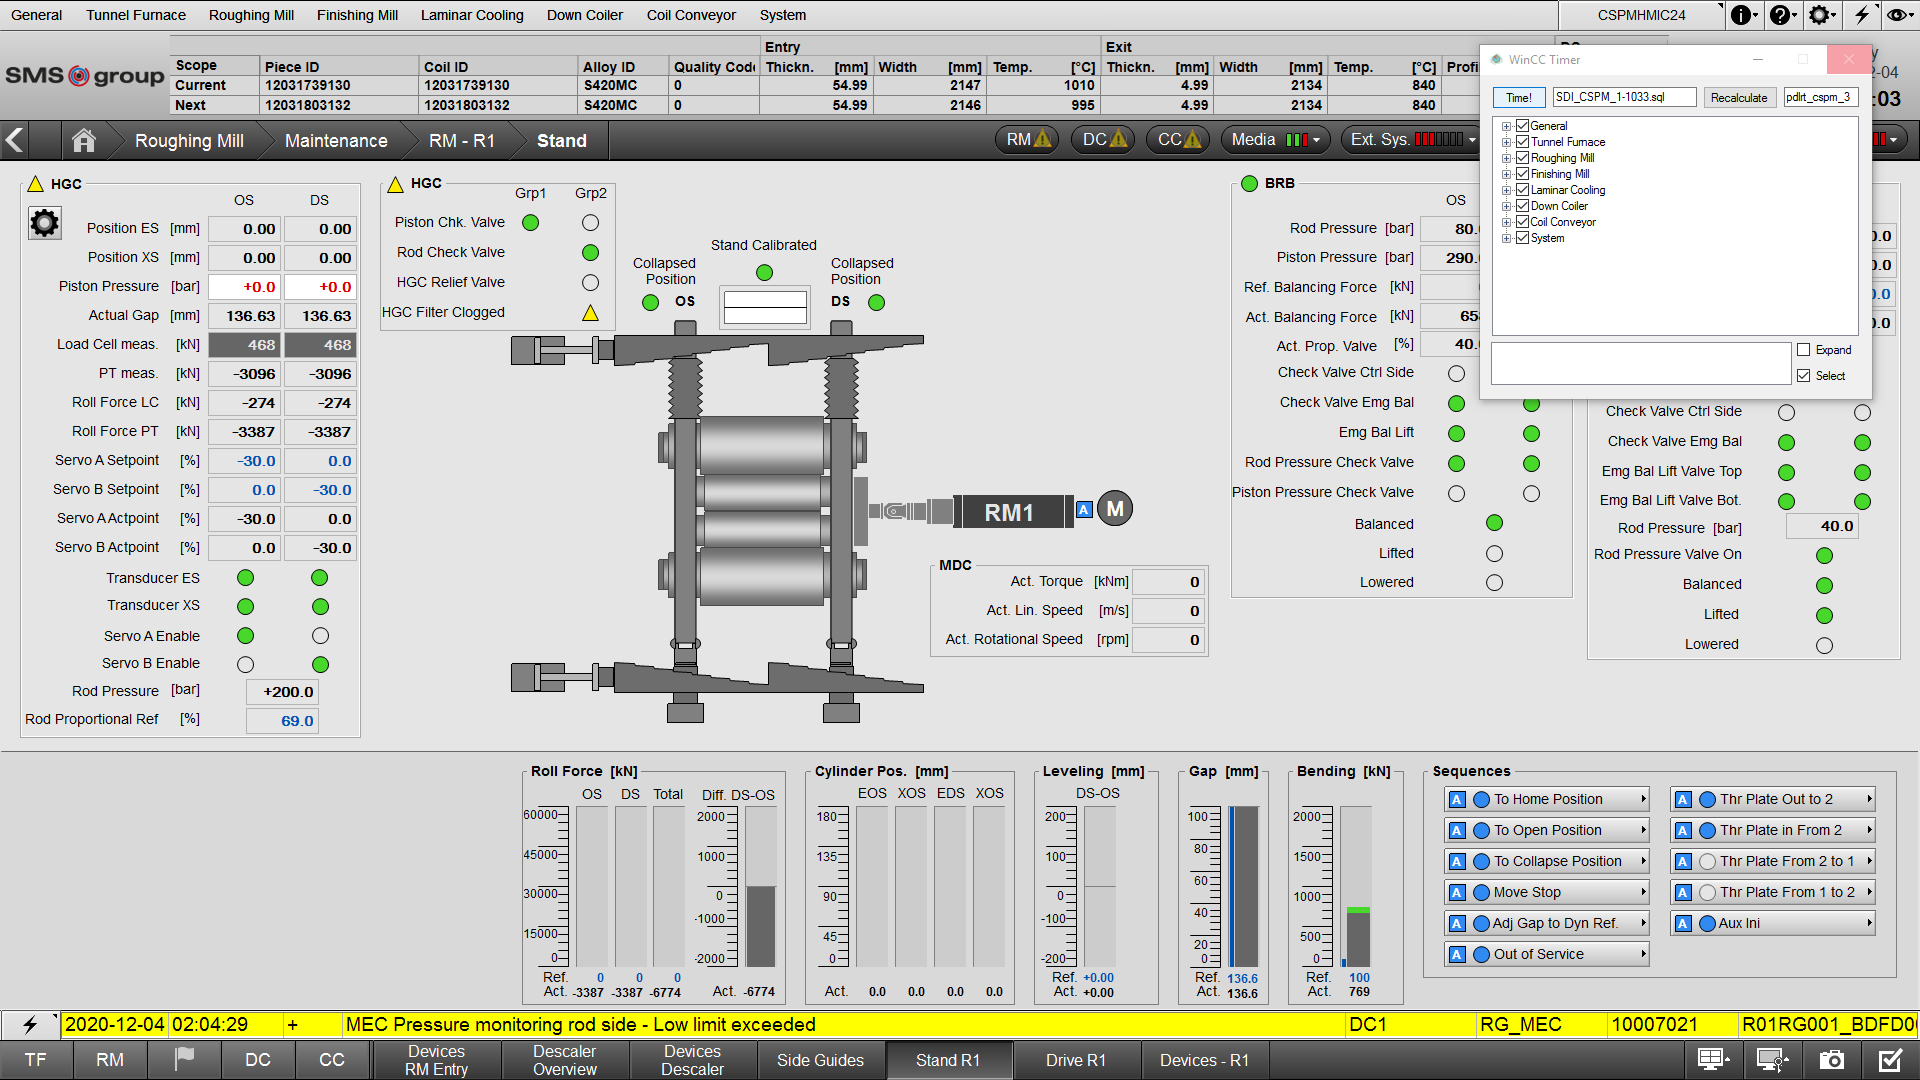 General Tunnel Furnace Roughing Mill Finishing Mill Laminar Cooling Down Coiler Coil Conveyor System CSPMHMIC24
SMS group
Entry Exit
Scope Piece ID Coil ID Alloy ID Quality Code Thickn. [mm] Width [mm] Temp. [°C] Thickn. [mm] Width [mm] Temp. [°C] Profi
Current 12031739130 12031739130 S420MC 0 54.99 2147 1010 4.99 2134 840
Next 12031803132 12031803132 S420MC 0 54.99 2146 995 4.99 2134 840
-04
:03
Roughing Mill Maintenance RM - R1 Stand RM DC CC Media Ext. Sys.
WinCC Timer
Time! SDI_CSPM_1-1033.sql Recalculate pdlrt_cspm_3
General
Tunnel Furnace
Roughing Mill
Finishing Mill
Laminar Cooling
Down Coiler
Coil Conveyor
System
Expand
Select
HGC
OS DS
Position ES [mm] 0.00 0.00
Position XS [mm] 0.00 0.00
Piston Pressure [bar] +0.0 +0.0
Actual Gap [mm] 136.63 136.63
Load Cell meas. [kN] 468 468
PT meas. [kN] -3096 -3096
Roll Force LC [kN] -274 -274
Roll Force PT [kN] -3387 -3387
Servo A Setpoint [%] -30.0 0.0
Servo B Setpoint [%] 0.0 -30.0
Servo A Actpoint [%] -30.0 0.0
Servo B Actpoint [%] 0.0 -30.0
Transducer ES
Transducer XS
Servo A Enable
Servo B Enable
Rod Pressure [bar] +200.0
Rod Proportional Ref [%] 69.0
HGC
Grp1 Grp2
Piston Chk. Valve
Rod Check Valve
HGC Relief Valve
HGC Filter Clogged
Stand Calibrated
Collapsed Position OS
Collapsed Position DS
RM1 A M
MDC
Act. Torque [kNm] 0
Act. Lin. Speed [m/s] 0
Act. Rotational Speed [rpm] 0
BRB
OS
Rod Pressure [bar] 80.
Piston Pressure [bar] 290.
Ref. Balancing Force [kN]
Act. Balancing Force [kN] 658
Act. Prop. Valve [%] 40.
Check Valve Ctrl Side
Check Valve Emg Bal
Emg Bal Lift
Rod Pressure Check Valve
Piston Pressure Check Valve
Balanced
Lifted
Lowered
0.0
0.0
0.0
0.0
Check Valve Ctrl Side
Check Valve Emg Bal
Emg Bal Lift Valve Top
Emg Bal Lift Valve Bot.
Rod Pressure [bar] 40.0
Rod Pressure Valve On
Balanced
Lifted
Lowered
Roll Force [kN]
OS DS Total Diff. DS-OS
60000
45000
30000
15000
0
2000
1000
0
-1000
-2000
Ref. 0 0 0
Act. -3387 -3387 -6774 Act. -6774
Cylinder Pos. [mm]
EOS XOS EDS XOS
180
135
90
45
0
Act. 0.0 0.0 0.0 0.0
Leveling [mm]
DS-OS
200
100
0
-100
-200
Ref. +0.00
Act. +0.00
Gap [mm]
100
80
60
40
20
0
Ref. 136.6
Act. 136.6
Bending [kN]
2000
1500
1000
500
0
Ref. 100
Act. 769
Sequences
A To Home Position A Thr Plate Out to 2
A To Open Position A Thr Plate in From 2
A To Collapse Position A Thr Plate From 2 to 1
A Move Stop A Thr Plate From 1 to 2
A Adj Gap to Dyn Ref. A Aux Ini
A Out of Service
2020-12-04 02:04:29 + MEC Pressure monitoring rod side - Low limit exceeded DC1 RG_MEC 10007021 R01RG001_BDFD0
TF RM DC CC Devices RM Entry Descaler Overview Devices Descaler Side Guides Stand R1 Drive R1 Devices - R1